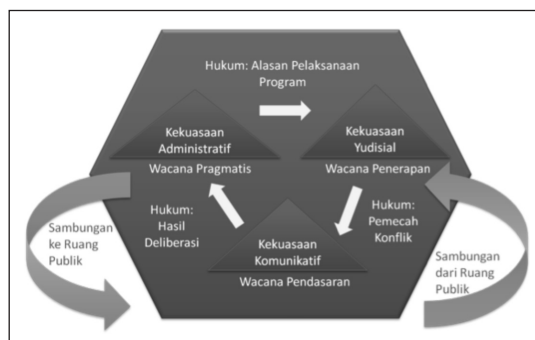 Hukum: Alasan Pelaksanaan
Program
Kekuasaan
Administratif
Wacana Pragmatis
Kekuasaan
Yudisial
Wacana Penerapan
Hukum:
Hasil
Deliberasi
Hukum:
Pemecah
Konflik
Kekuasaan
Komunikatif
Wacana Pendasaran
Sambungan
ke Ruang
Publik
Sambungan
dari Ruang
Publik